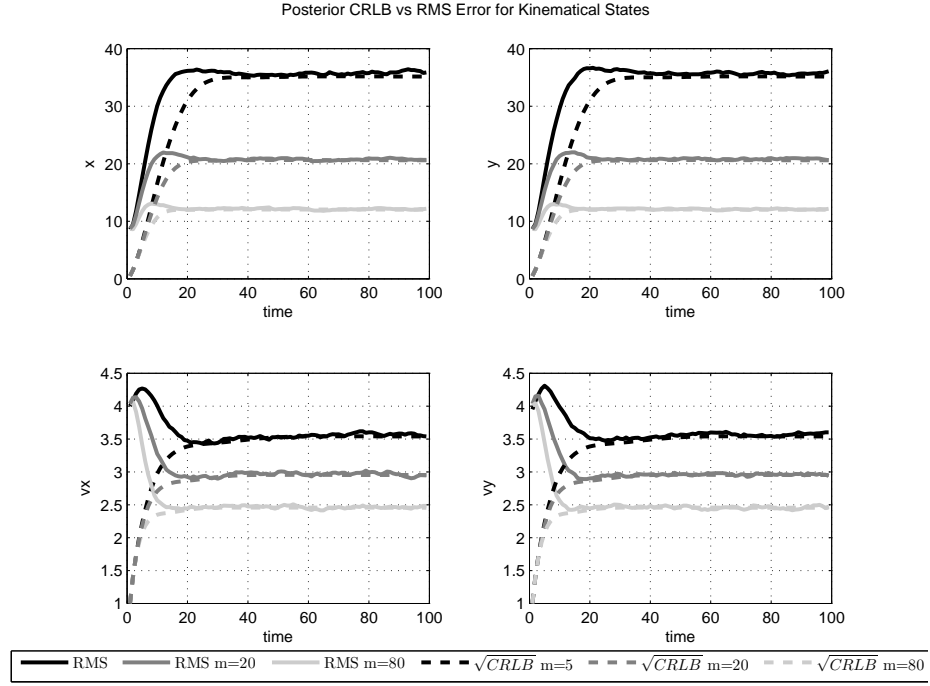 Posterior CRLB vs RMS Error for Kinematical States
40
30
20
10
0
x
0 20 40 60 80 100
time
40
30
20
10
0
y
0 20 40 60 80 100
time
4.5
4
3.5
3
2.5
2
1.5
1
vx
0 20 40 60 80 100
time
4.5
4
3.5
3
2.5
2
1.5
1
vy
0 20 40 60 80 100
time
RMS RMS m=20 RMS m=80 √CRLB m=5 √CRLB m=20 √CRLB m=80